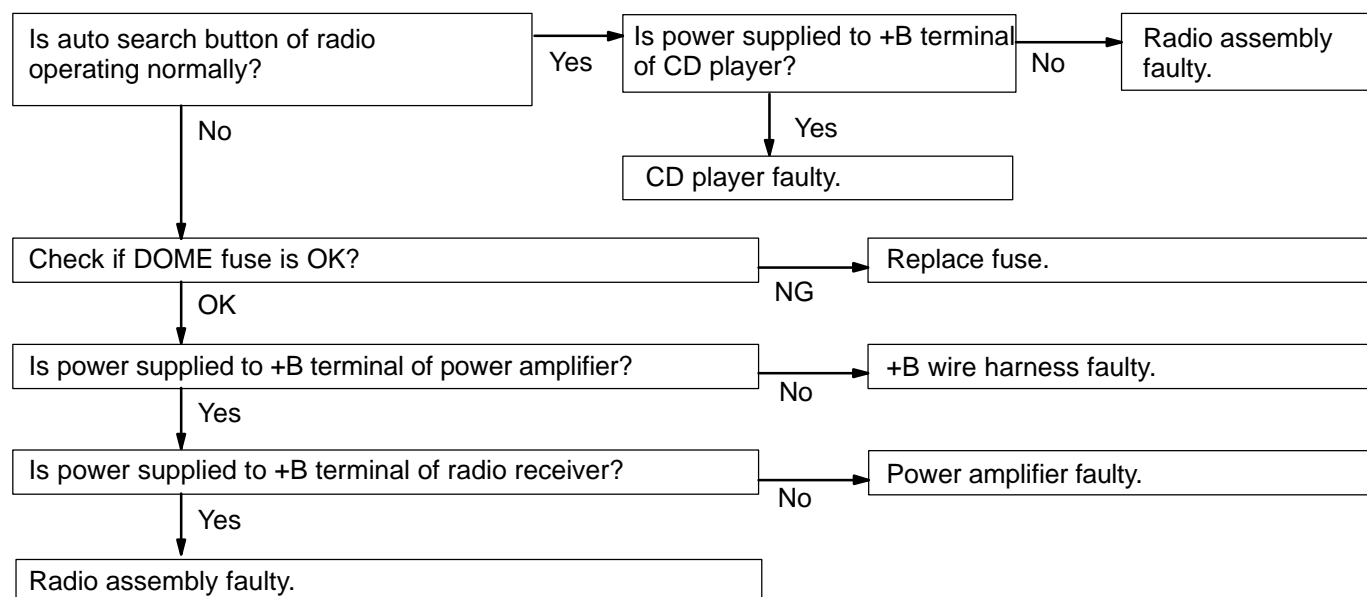 Is auto search button of radio
operating normally?
Yes
Is power supplied to +B terminal
of CD player?
No
Radio assembly
faulty.
Yes
CD player faulty.
No
Check if DOME fuse is OK?
NG
Replace fuse.
OK
Is power supplied to +B terminal of power amplifier?
No
+B wire harness faulty.
Yes
Is power supplied to +B terminal of radio receiver?
No
Power amplifier faulty.
Yes
Radio assembly faulty.